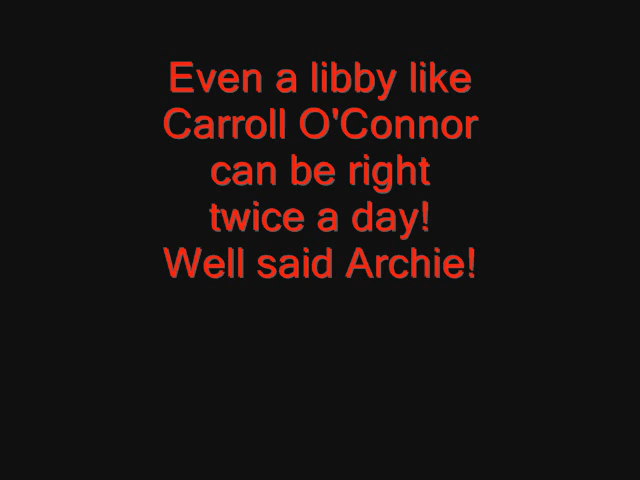 Even a libby like
Carroll O'Connor
can be right
twice a day!
Well said Archie!